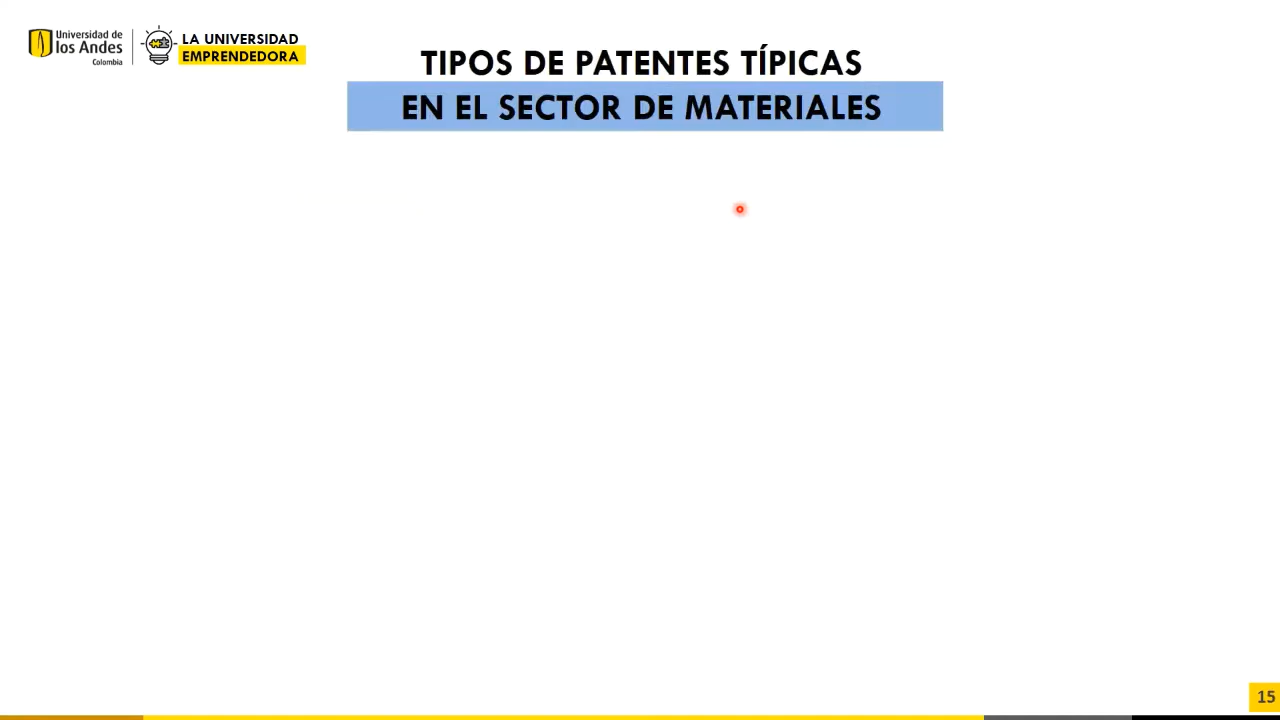 Universidad de
los Andes
Colombia
LA UNIVERSIDAD
EMPRENDEDORA
TIPOS DE PATENTES TÍPICAS
EN EL SECTOR DE MATERIALES
15